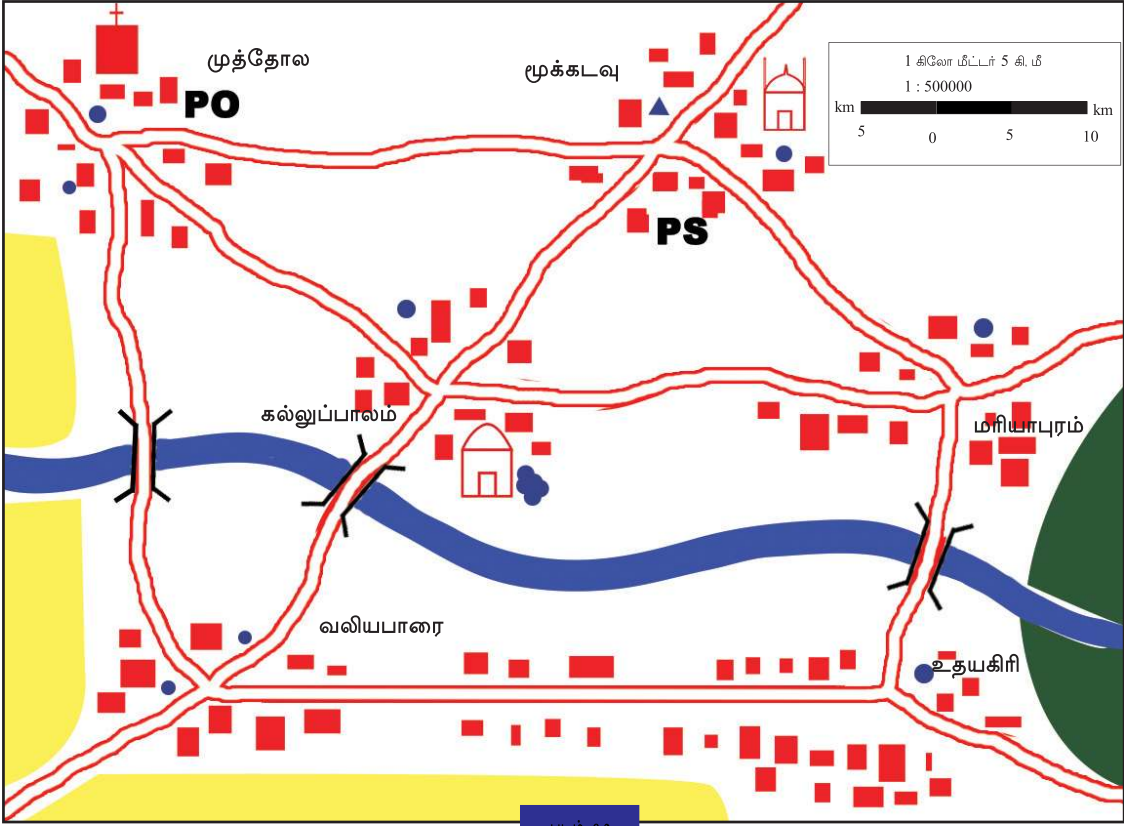 முத்தோல
மூக்கடவு
1 கிலோ மீட்டர் 5 கி. மீ
1 : 500000
km km
5 0 5 10
PO
PS
கல்லுப்பாலம்
மரியாபுரம்
வலியபாரை
உதயகிரி